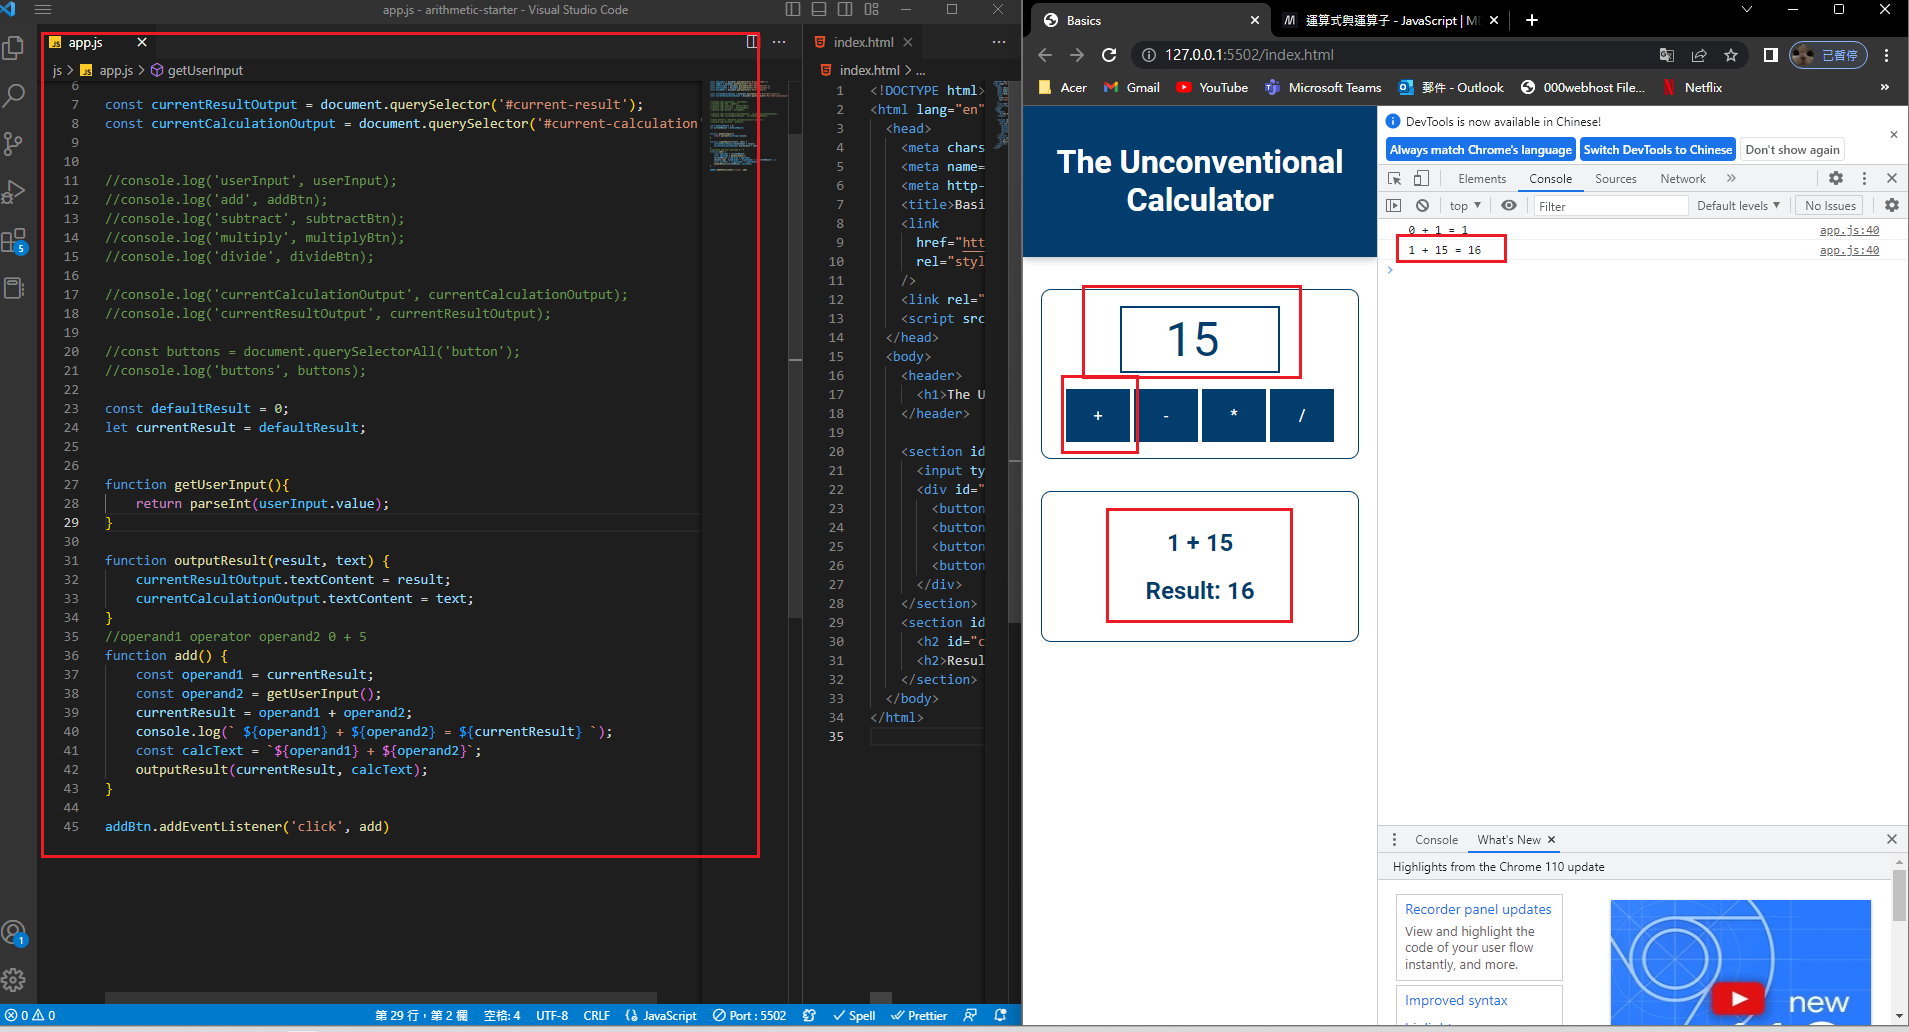 app.js - arithmetic-starter - Visual Studio Code
JS app.js
js > JS app.js > getUserInput
6
7 const currentResultOutput = document.querySelector('#current-result');
8 const currentCalculationOutput = document.querySelector('#current-calculation
9
10
11 //console.log('userInput', userInput);
12 //console.log('add', addBtn);
13 //console.log('subtract', subtractBtn);
14 //console.log('multiply', multiplyBtn);
15 //console.log('divide', divideBtn);
16
17 //console.log('currentCalculationOutput', currentCalculationOutput);
18 //console.log('currentResultOutput', currentResultOutput);
19
20 //const buttons = document.querySelectorAll('button');
21 //console.log('buttons', buttons);
22
23 const defaultResult = 0;
24 let currentResult = defaultResult;
25
26
27 function getUserInput(){
28 return parseInt(userInput.value);
29 }
30
31 function outputResult(result, text) {
32 currentResultOutput.textContent = result;
33 currentCalculationOutput.textContent = text;
34 }
35 //operand1 operator operand2 0 + 5
36 function add() {
37 const operand1 = currentResult;
38 const operand2 = getUserInput();
39 currentResult = operand1 + operand2;
40 console.log(` ${operand1} + ${operand2} = ${currentResult} `);
41 const calcText = `${operand1} + ${operand2}`;
42 outputResult(currentResult, calcText);
43 }
44
45 addBtn.addEventListener('click', add)
5
1
index.html
index.html > ...
1 <!DOCTYPE html>
2 <html lang="en"
3 <head>
4 <meta chars
5 <meta name=
6 <meta http-
7 <title>Basi
8 <link
9 href="htt
10 rel="styl
11 />
12 <link rel="
13 <script src
14 </head>
15 <body>
16 <header>
17 <h1>The U
18 </header>
19
20 <section id
21 <input ty
22 <div id="
23 <button
24 <button
25 <button
26 <button
27 </div>
28 </section>
29 <section id
30 <h2 id="c
31 <h2>Resul
32 </section>
33 </body>
34 </html>
35
0 0 第 29 行，第 2 欄 空格: 4 UTF-8 CRLF {} JavaScript Port : 5502 Spell Prettier
Basics
運算式與運算子 - JavaScript | M
127.0.0.1:5502/index.html
已暫停
Acer Gmail YouTube Microsoft Teams 郵件 - Outlook 000webhost File... Netflix »
The Unconventional
Calculator
15
+ - * /
1 + 15
Result: 16
DevTools is now available in Chinese!
Always match Chrome's language Switch DevTools to Chinese Don't show again
Elements Console Sources Network »
top Filter Default levels No Issues
0 + 1 = 1 app.js:40
1 + 15 = 16 app.js:40
>
Console What's New
Highlights from the Chrome 110 update
Recorder panel updates
View and highlight the
code of your user flow
instantly, and more.
Improved syntax
new